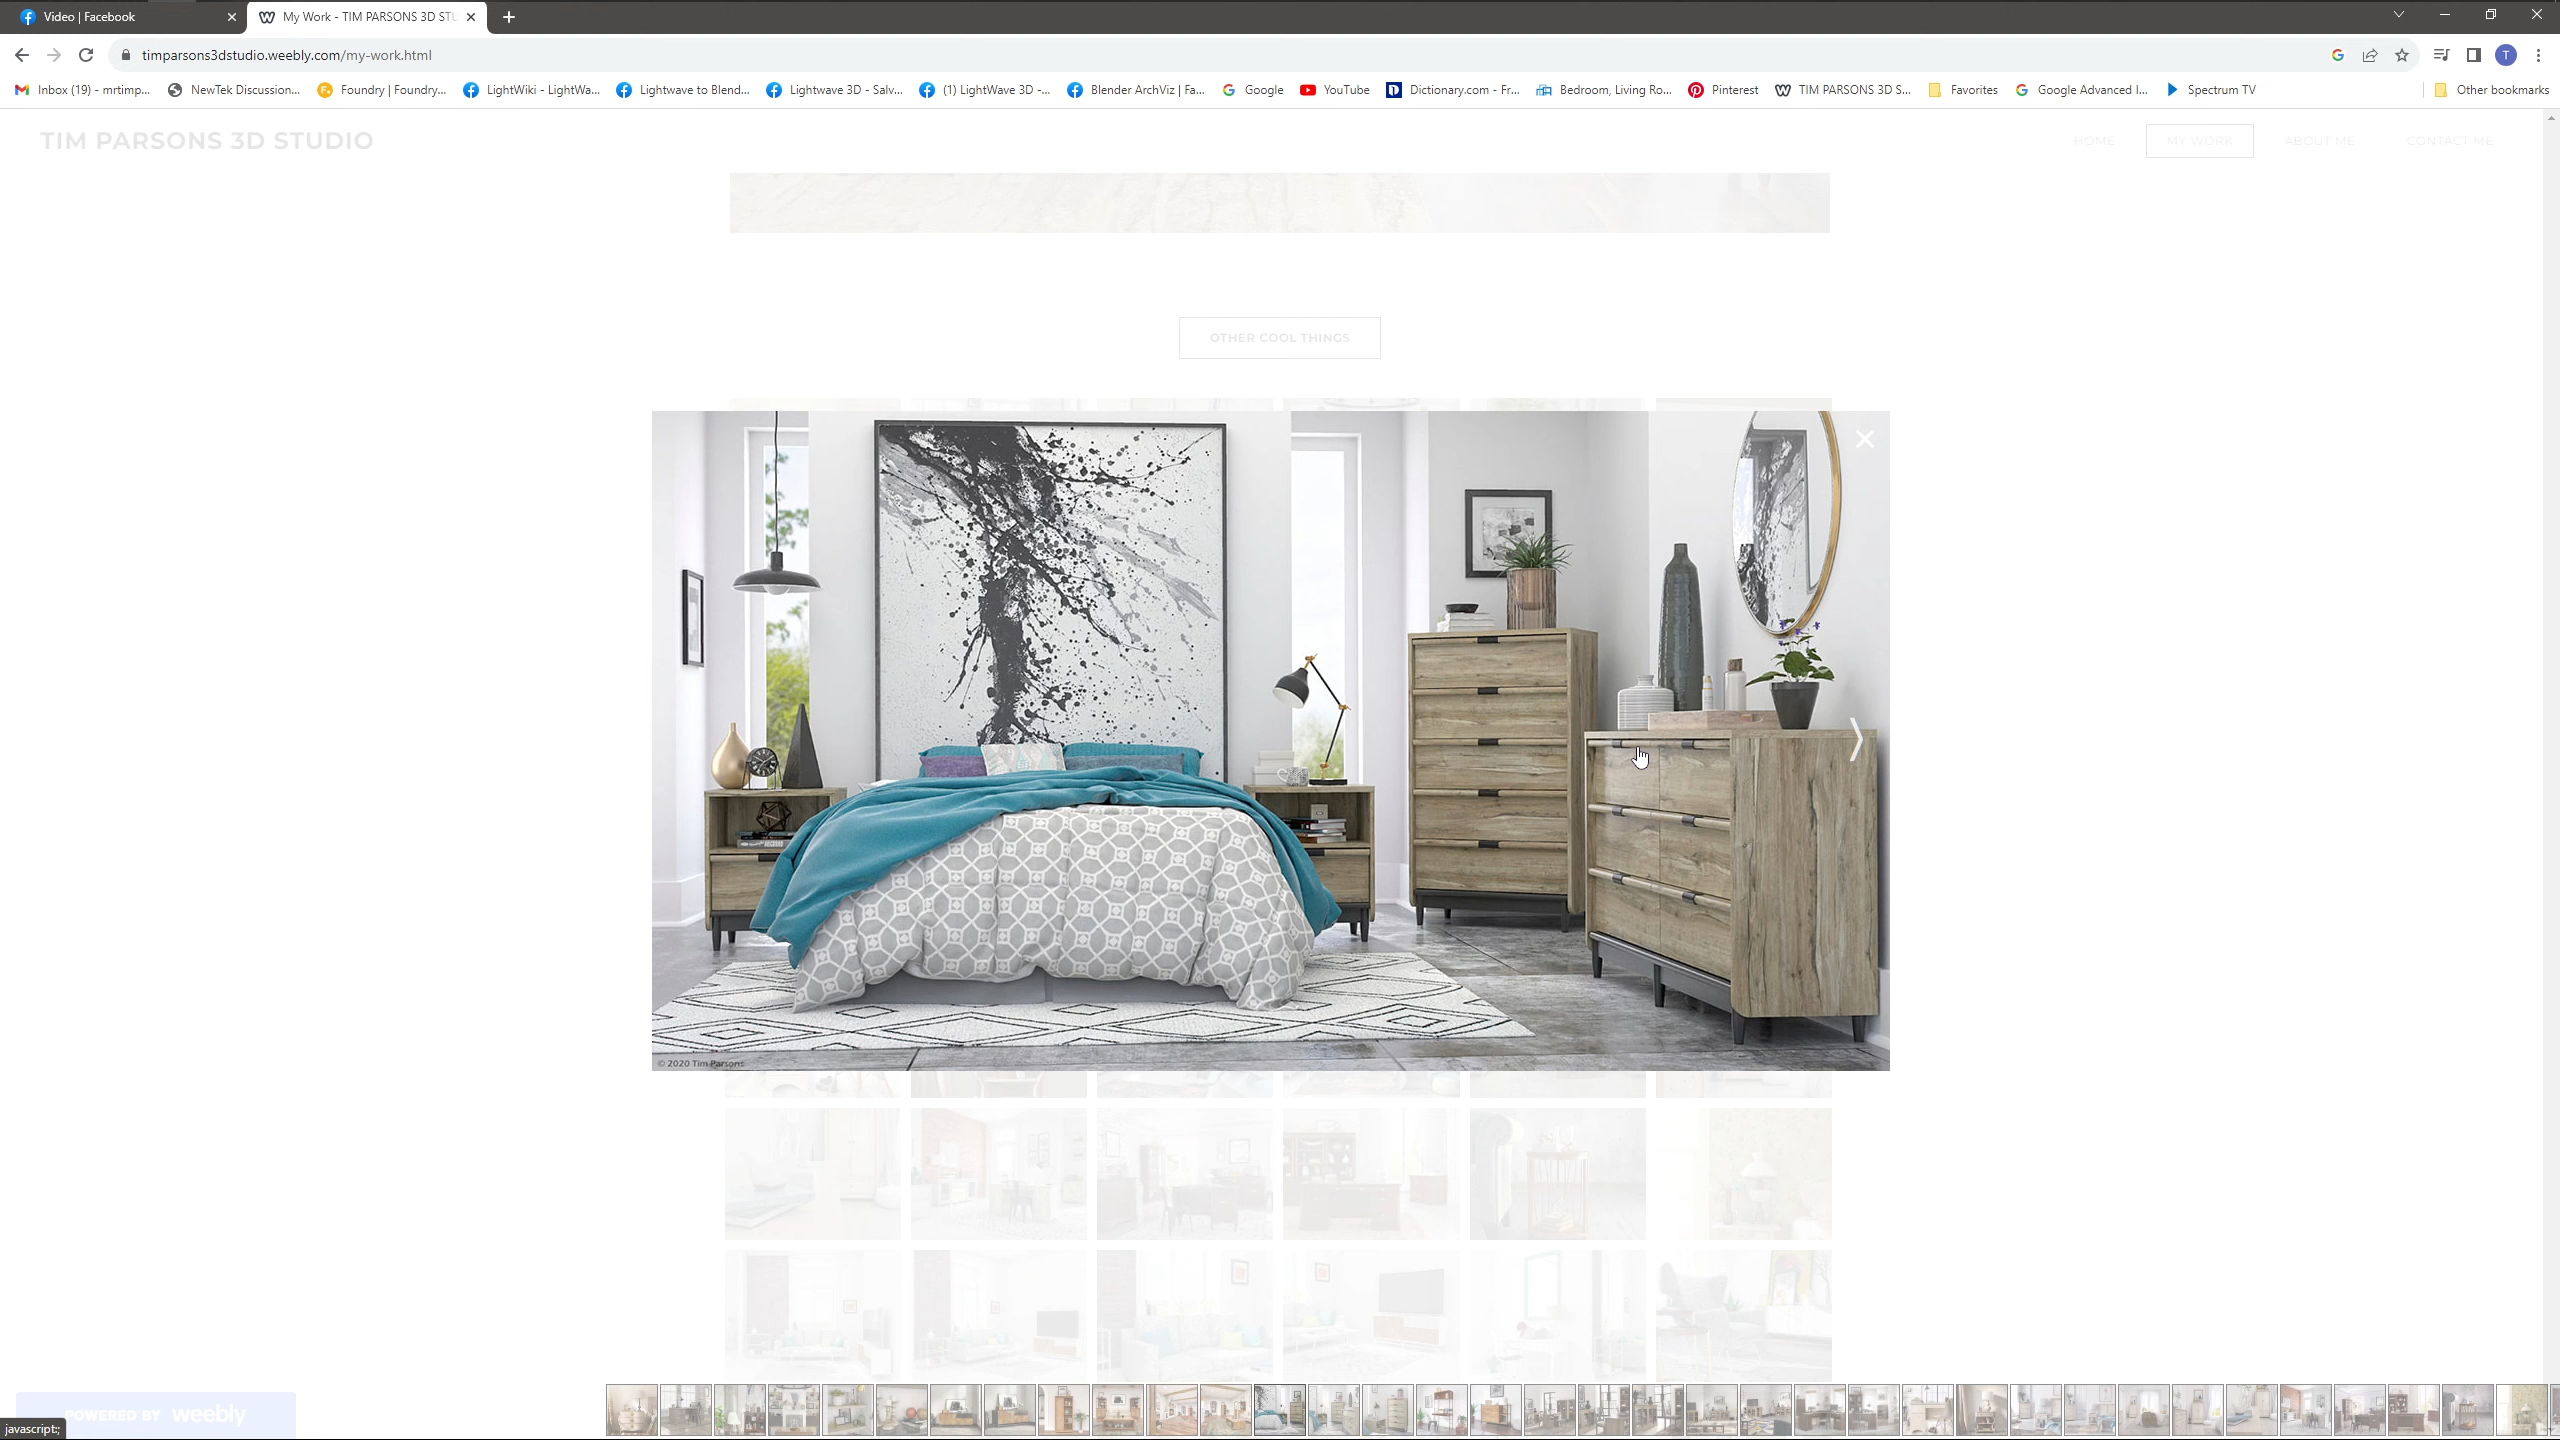 Video | Facebook
My Work - TIM PARSONS 3D STU
timparsons3dstudio.weebly.com/my-work.html
Inbox (19) - mrtimp... NewTek Discussion... Foundry | Foundry... LightWiki - LightWa... Lightwave to Blend... Lightwave 3D - Salv... (1) LightWave 3D -... Blender ArchViz | Fa... Google YouTube Dictionary.com - Fr... Bedroom, Living Ro... Pinterest TIM PARSONS 3D S... Favorites Google Advanced I... Spectrum TV Other bookmarks
TIM PARSONS 3D STUDIO
HOME MY WORK ABOUT ME CONTACT ME
OTHER COOL THINGS
© 2020 Tim Parsons
POWERED BY weebly
javascript:;